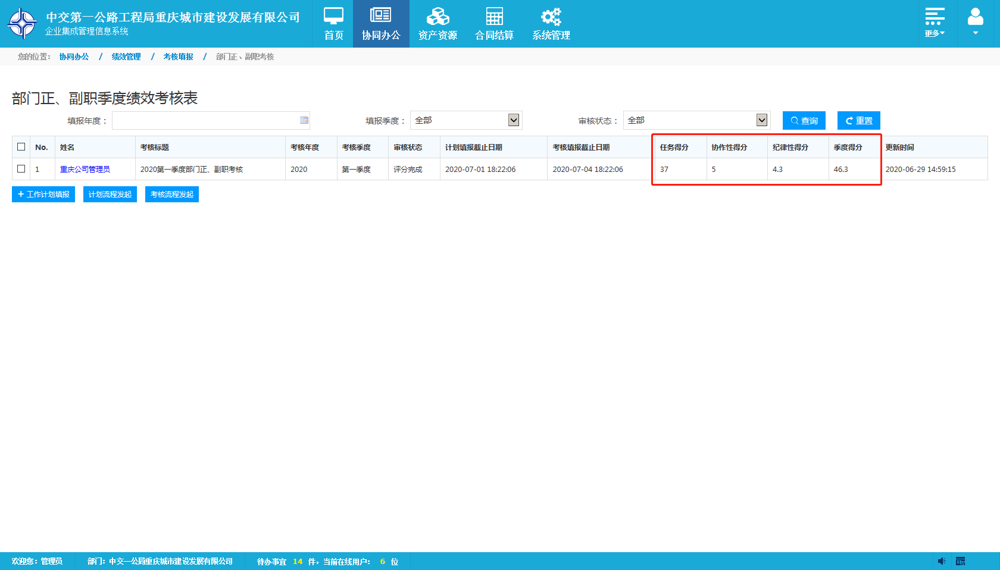 中交第一公路工程局重庆城市建设发展有限公司
企业集成管理信息系统
首页 协同办公 资产资源 合同结算 系统管理 更多
您的位置： 协同办公 / 绩效管理 / 考核填报 / 部门正、副职考核
部门正、副职季度绩效考核表
填报年度： 填报季度： 全部 审核状态： 全部 查询 重置
No. 姓名 考核标题 考核年度 考核季度 审核状态 计划填报截止日期 考核填报截止日期 任务得分 协作性得分 纪律性得分 季度得分 更新时间
1 重庆公司管理员 2020第一季度部门正、副职考核 2020 第一季度 评分完成 2020-07-01 18:22:06 2020-07-04 18:22:06 37 5 4.3 46.3 2020-06-29 14:59:15
+ 工作计划填报 计划流程发起 考核流程发起
欢迎您：管理员 部门：中交一公局重庆城市建设发展有限公司 待办事宜 14 件，当前在线用户： 6 位